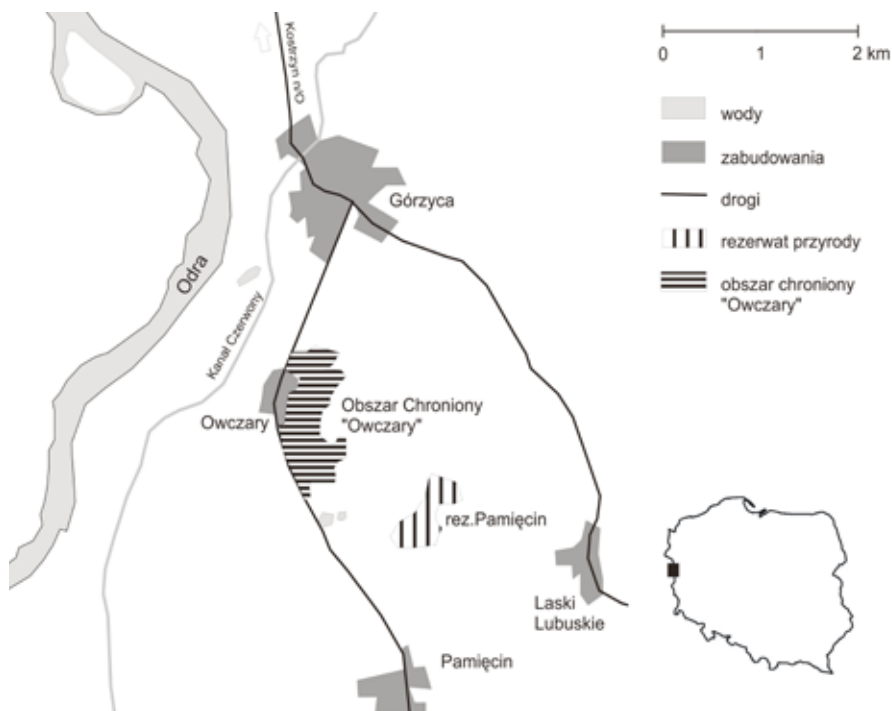 Kostrzyn n/O
0 1 2 km
wody
zabudowania
Górzyca
drogi
rezerwat przyrody
Odra
obszar chroniony
"Owczary"
Kanał Czerwony
Obszar Chroniony
"Owczary"
Owczary
rez.Pamięcin
Laski
Lubuskie
Pamięcin